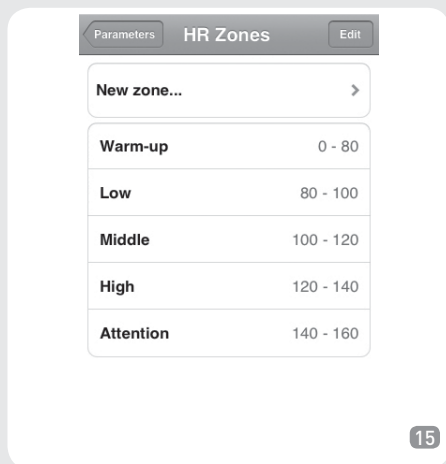 Parameters HR Zones Edit
New zone...
Warm-up 0 - 80
Low 80 - 100
Middle 100 - 120
High 120 - 140
Attention 140 - 160
15